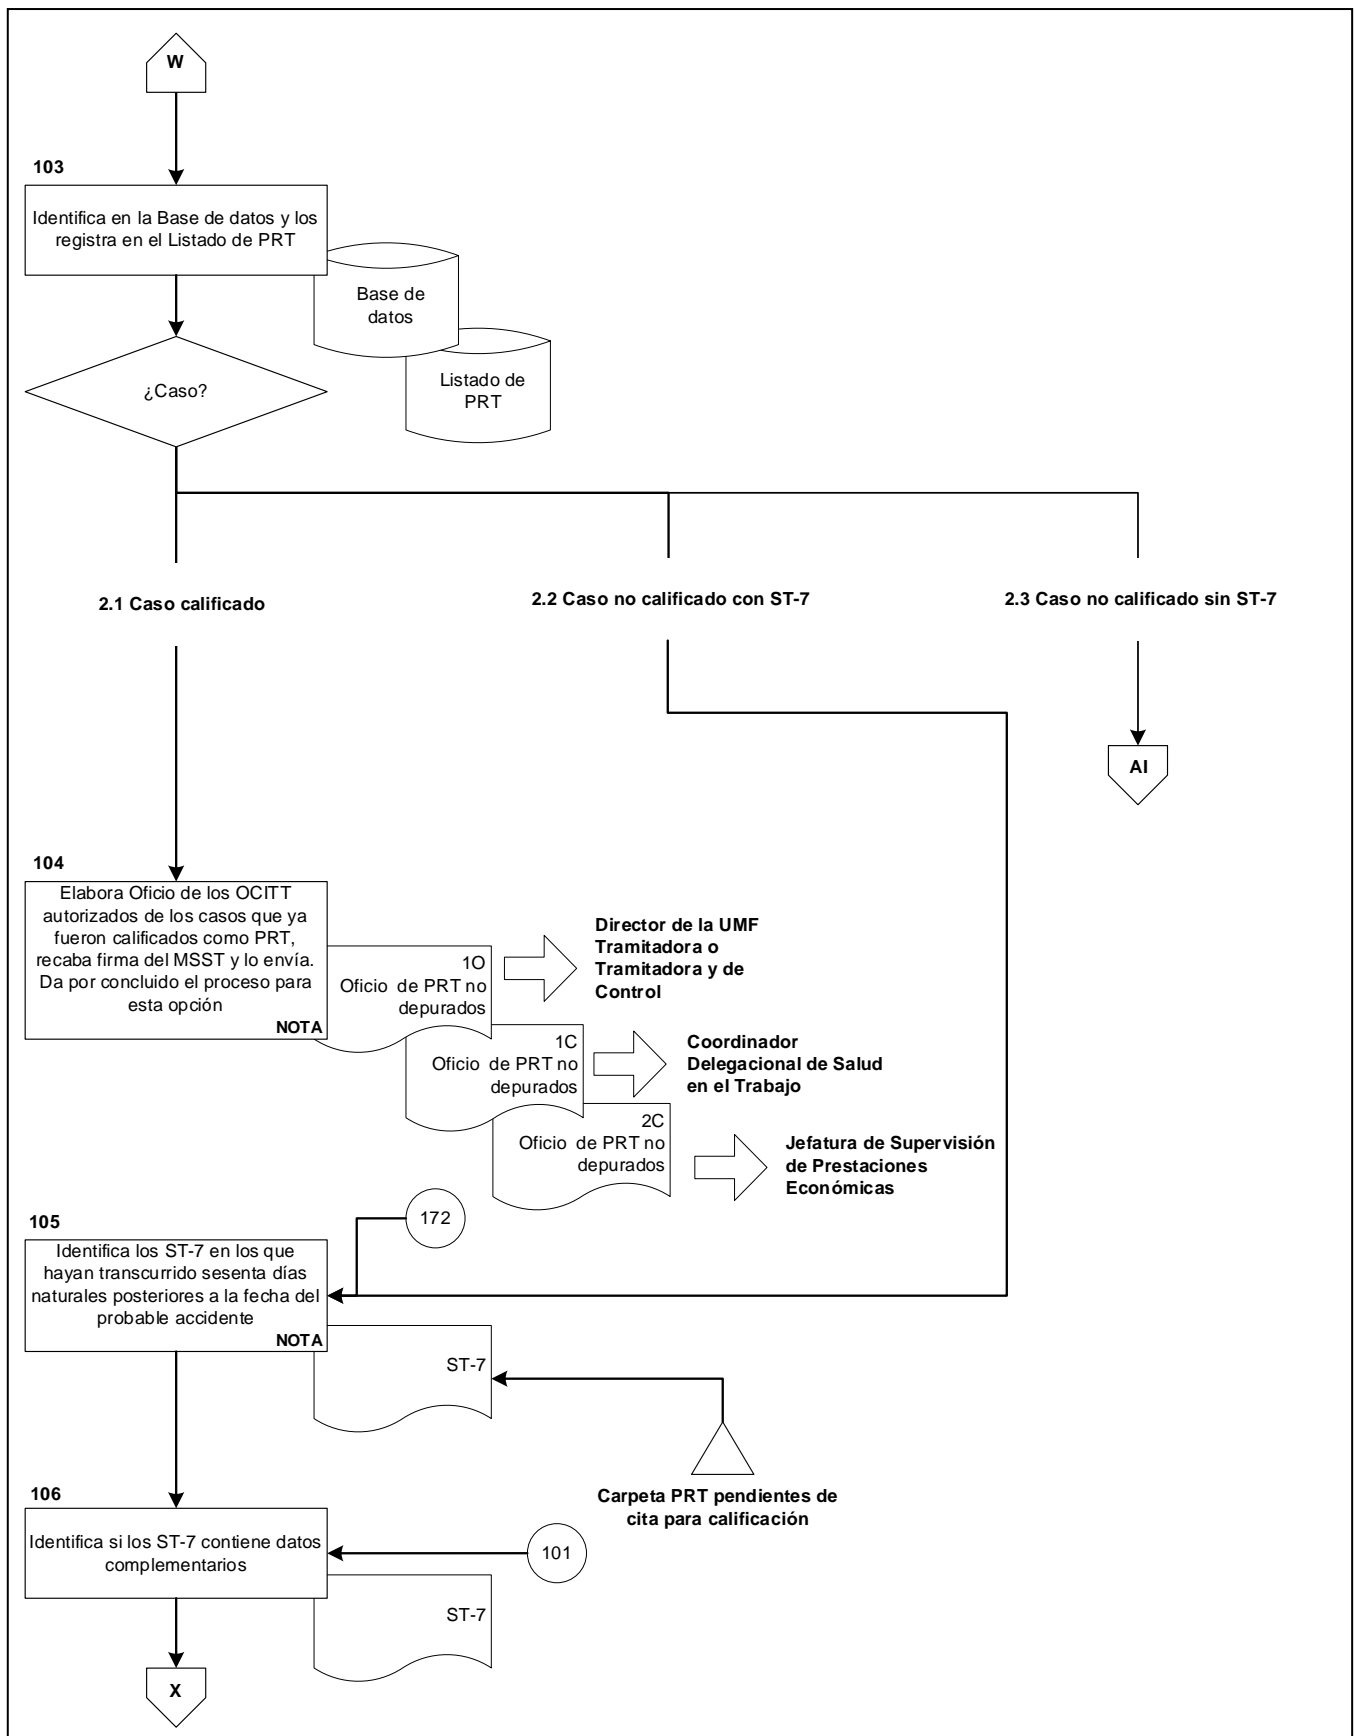 W
103
Identifica en la Base de datos y los
registra en el Listado de PRT
Base de
datos
Listado de
PRT
¿Caso?
2.1 Caso calificado
2.2 Caso no calificado con ST-7
2.3 Caso no calificado sin ST-7
AI
104
Elabora Oficio de los OCITT
autorizados de los casos que ya
fueron calificados como PRT,
recaba firma del MSST y lo envía.
Da por concluido el proceso para
esta opción
NOTA
1O
Oficio de PRT no
depurados
Director de la UMF
Tramitadora o
Tramitadora y de
Control
1C
Oficio de PRT no
depurados
Coordinador
Delegacional de Salud
en el Trabajo
2C
Oficio de PRT no
depurados
Jefatura de Supervisión
de Prestaciones
Económicas
172
105
Identifica los ST-7 en los que
hayan transcurrido sesenta días
naturales posteriores a la fecha del
probable accidente
NOTA
ST-7
Carpeta PRT pendientes de
cita para calificación
106
Identifica si los ST-7 contiene datos
complementarios
101
ST-7
X